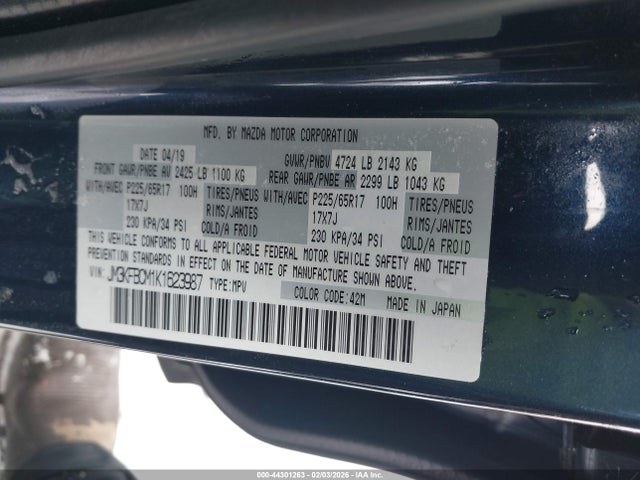 MFD. BY MAZDA MOTOR CORPORATION
DATE 04/19 GVWR/PNBV 4724 LB 2143 KG
FRONT GAWR/PNBE AV 2425 LB 1100 KG REAR GAWR/PNBE AR 2299 LB 1043 KG
WITH/AVEC P225/65R17 100H TIRES/PNEUS WITH/AVEC P225/65R17 100H TIRES/PNEUS
17X7J RIMS/JANTES 17X7J RIMS/JANTES
230 KPA/34 PSI COLD/A FROID 230 KPA/34 PSI COLD/A FROID
THIS VEHICLE CONFORMS TO ALL APPLICABLE FEDERAL MOTOR VEHICLE SAFETY AND THEFT
PREVENTION STANDARDS IN EFFECT ON THE DATE OF MANUFACTURE SHOWN ABOVE.
VIN: JM3KFBCM1K1623987 TYPE: MPV COLOR CODE: 42M MADE IN JAPAN
000-44301263 - 02/03/2026 - IAA Inc.